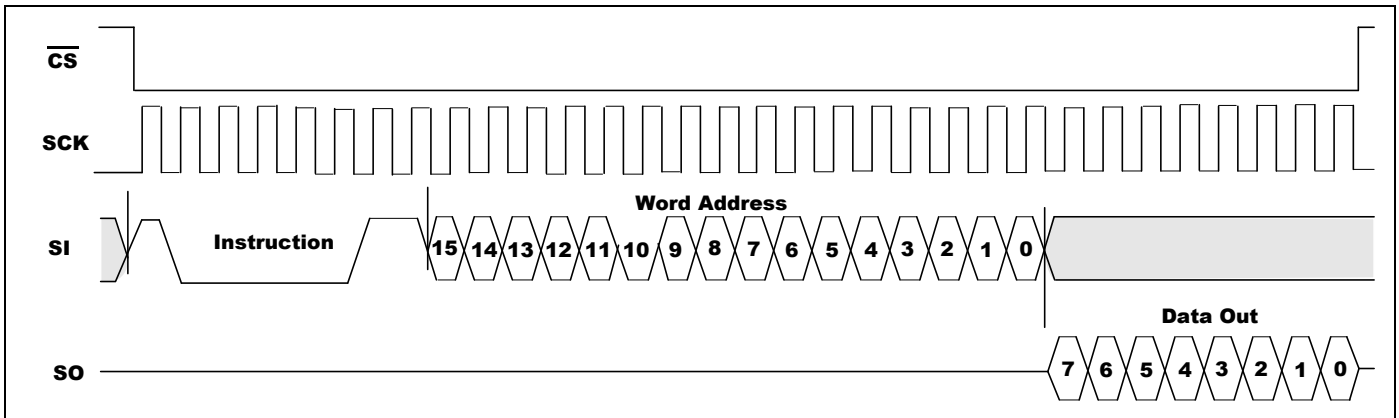 CS
SCK
Word Address
SI
Instruction
15 14 13 12 11 10 9 8 7 6 5 4 3 2 1 0
Data Out
SO
7 6 5 4 3 2 1 0